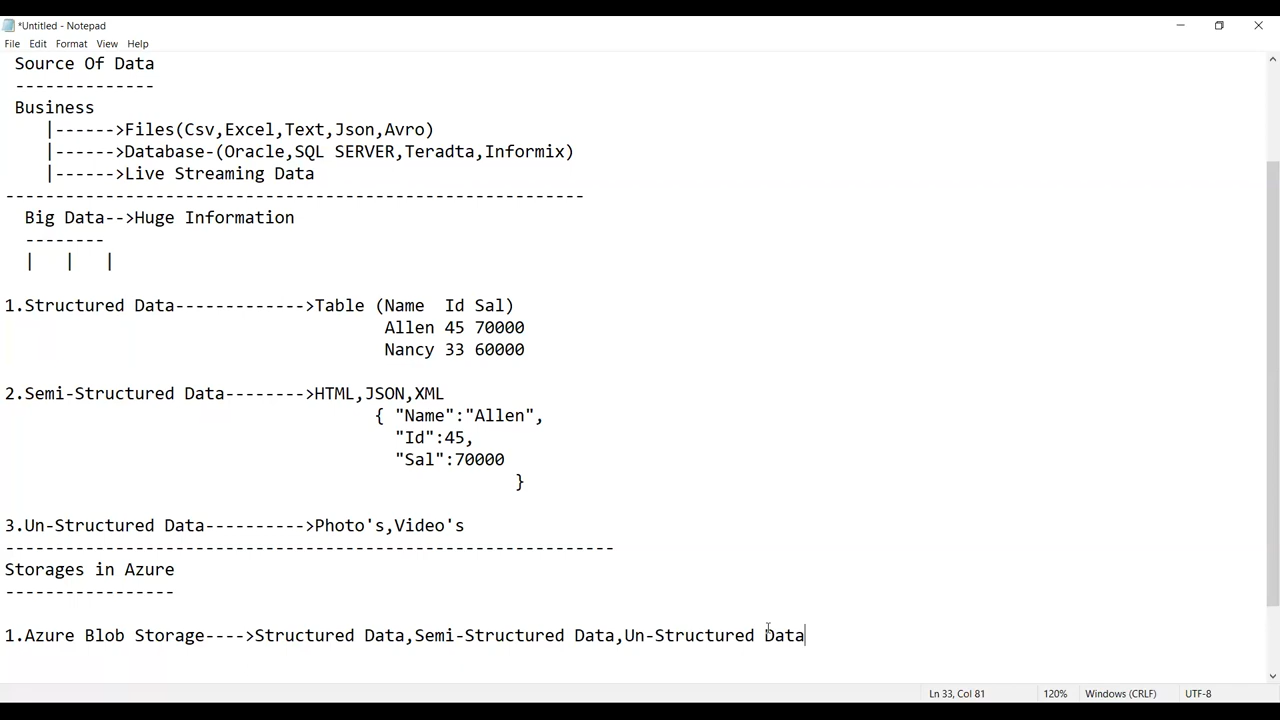 *Untitled - Notepad
File Edit Format View Help
Source Of Data
--------------
Business
|------>Files(Csv,Excel,Text,Json,Avro)
|------>Database-(Oracle,SQL SERVER,Teradta,Informix)
|------>Live Streaming Data
----------------------------------------------------------
Big Data-->Huge Information
--------
| | |
1.Structured Data------------->Table (Name Id Sal)
Allen 45 70000
Nancy 33 60000
2.Semi-Structured Data-------->HTML,JSON,XML
{ "Name":"Allen",
"Id":45,
"Sal":70000
}
3.Un-Structured Data---------->Photo's,Video's
-------------------------------------------------------------
Storages in Azure
-----------------
1.Azure Blob Storage---->Structured Data,Semi-Structured Data,Un-Structured Data
Ln 33, Col 81 120% Windows (CRLF) UTF-8